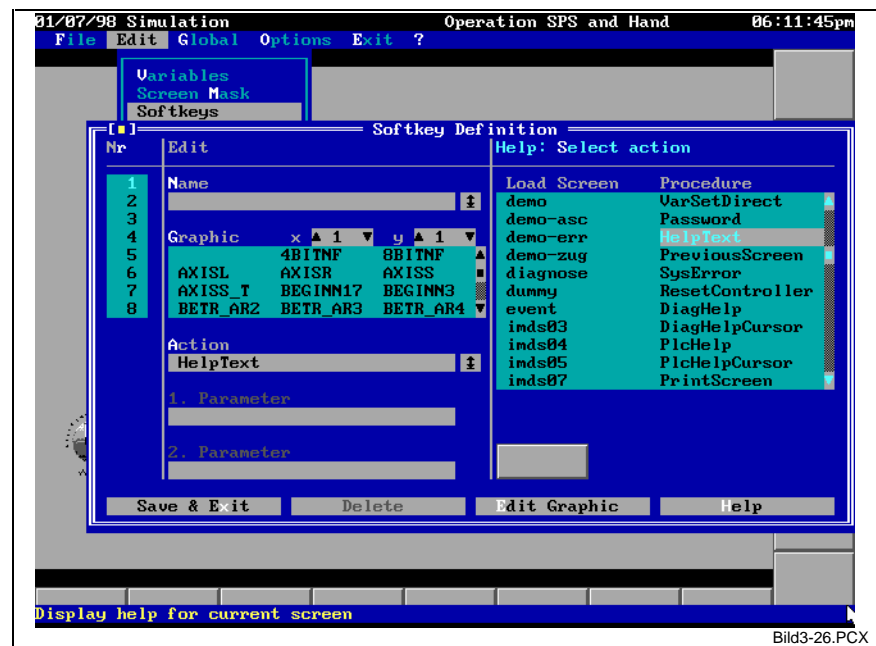 01/07/98 Simulation Operation SPS and Hand 06:11:45pm
File Edit Global Options Exit ?
Variables
Screen Mask
Softkeys
Softkey Definition
Nr Edit Help: Select action
1 Name Load Screen Procedure
2 demo VarSetDirect
3 demo-asc Password
4 Graphic x 1 y 1 demo-err HelpText
5 4BITNF 8BITNF demo-zug PreviousScreen
6 AXISL AXISR AXISS diagnose SysError
7 AXISS_T BEGINN17 BEGINN3 dummy ResetController
8 BETR_AR2 BETR_AR3 BETR_AR4 event DiagHelp
imds03 DiagHelpCursor
Action imds04 PlcHelp
HelpText imds05 PlcHelpCursor
imds07 PrintScreen
1. Parameter
2. Parameter
Save & Exit Delete Edit Graphic Help
Display help for current screen
Bild3-26.PCX